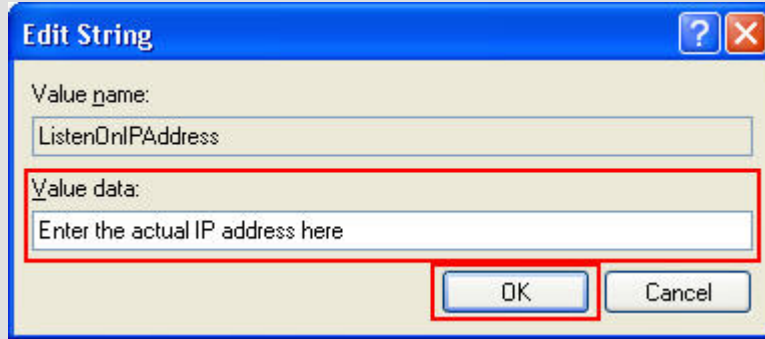 Edit String
Value name:
ListenOnIPAddress
Value data:
Enter the actual IP address here
OK Cancel